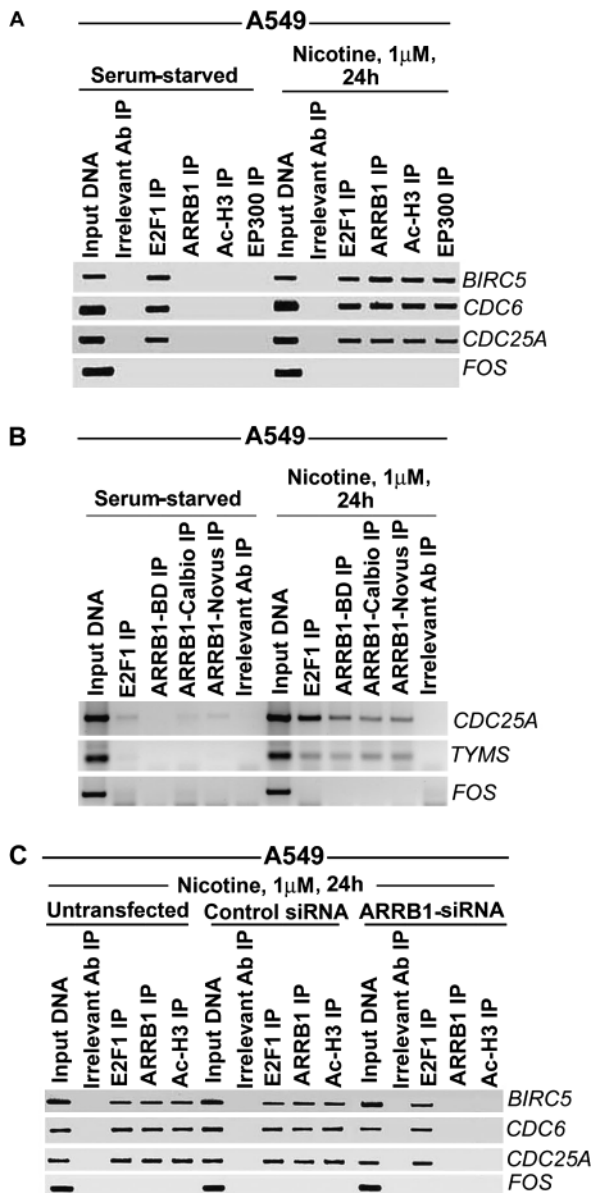 A
A549
Serum-starved
Nicotine, 1μM, 24h
Input DNA
Irrelevant Ab IP
E2F1 IP
ARRB1 IP
Ac-H3 IP
EP300 IP
Input DNA
Irrelevant Ab IP
E2F1 IP
ARRB1 IP
Ac-H3 IP
EP300 IP
BIRC5
CDC6
CDC25A
FOS
B
A549
Serum-starved
Nicotine, 1μM, 24h
Input DNA
E2F1 IP
ARRB1-BD IP
ARRB1-Calbio IP
ARRB1-Novus IP
Irrelevant Ab IP
Input DNA
E2F1 IP
ARRB1-BD IP
ARRB1-Calbio IP
ARRB1-Novus IP
Irrelevant Ab IP
CDC25A
TYMS
FOS
C
A549
Nicotine, 1μM, 24h
Untransfected
Control siRNA
ARRB1-siRNA
Input DNA
Irrelevant Ab IP
E2F1 IP
ARRB1 IP
Ac-H3 IP
Input DNA
Irrelevant Ab IP
E2F1 IP
ARRB1 IP
Ac-H3 IP
Input DNA
Irrelevant Ab IP
E2F1 IP
ARRB1 IP
Ac-H3 IP
BIRC5
CDC6
CDC25A
FOS